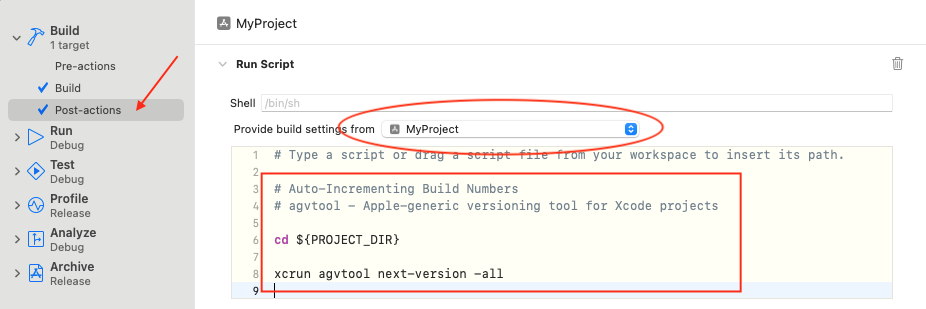 Build
1 target
Pre-actions
Build
Post-actions
Run
Debug
Test
Debug
Profile
Release
Analyze
Debug
Archive
Release
MyProject
Run Script
Shell /bin/sh
Provide build settings from MyProject
1 # Type a script or drag a script file from your workspace to insert its path.
2
3 # Auto-Incrementing Build Numbers
4 # agvtool - Apple-generic versioning tool for Xcode projects
5
6 cd ${PROJECT_DIR}
7
8 xcrun agvtool next-version -all
9